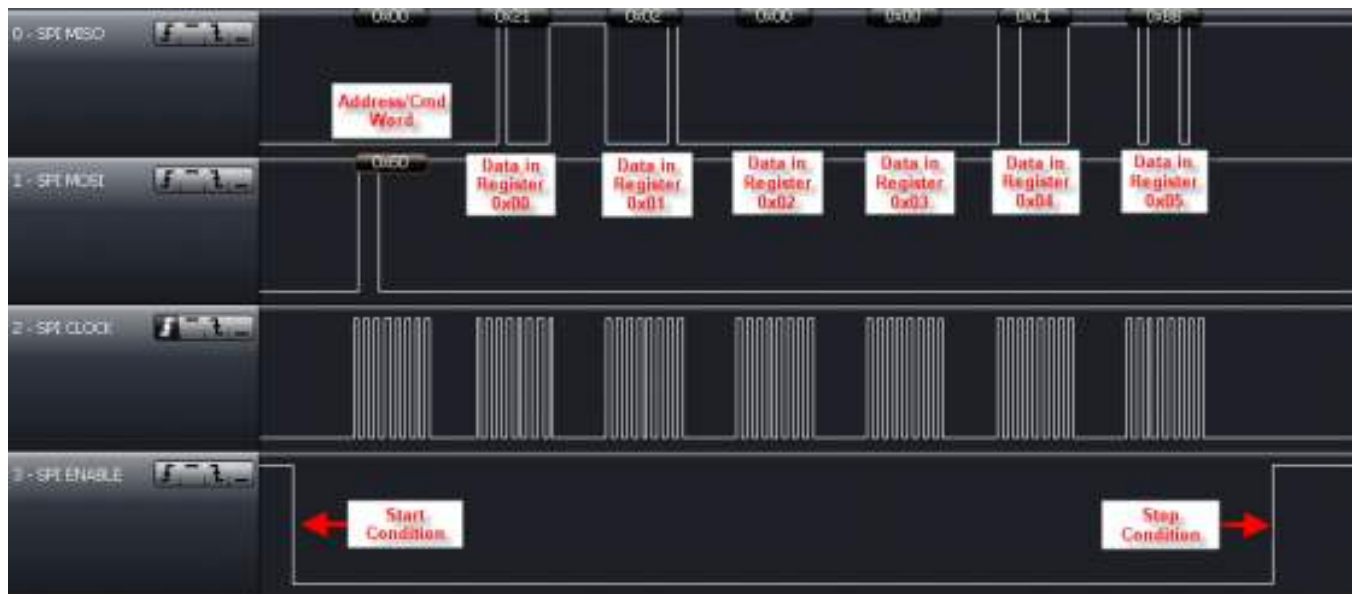 0x00 0x21 0x02 0x00 0x00 0xC1 0xBB
0 - SPI MISO
Address/Cmd
Word
0x60
1 - SPI MOSI
Data in
Register
0x00
Data in
Register
0x01
Data in
Register
0x02
Data in
Register
0x03
Data in
Register
0x04
Data in
Register
0x05
2 - SPI CLOCK
3 - SPI ENABLE
Start
Condition
Stop
Condition